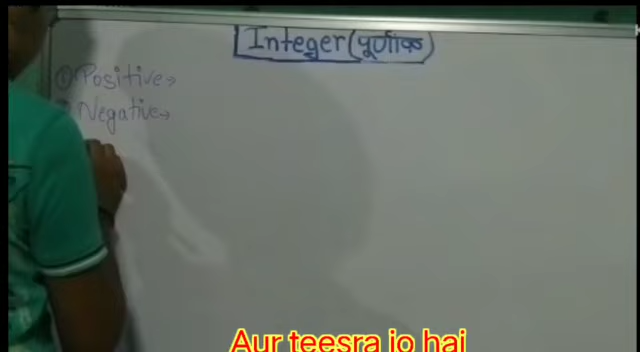 Integer (पूर्णांक)
① Positive→
Negative→
Aur teesra jo hai